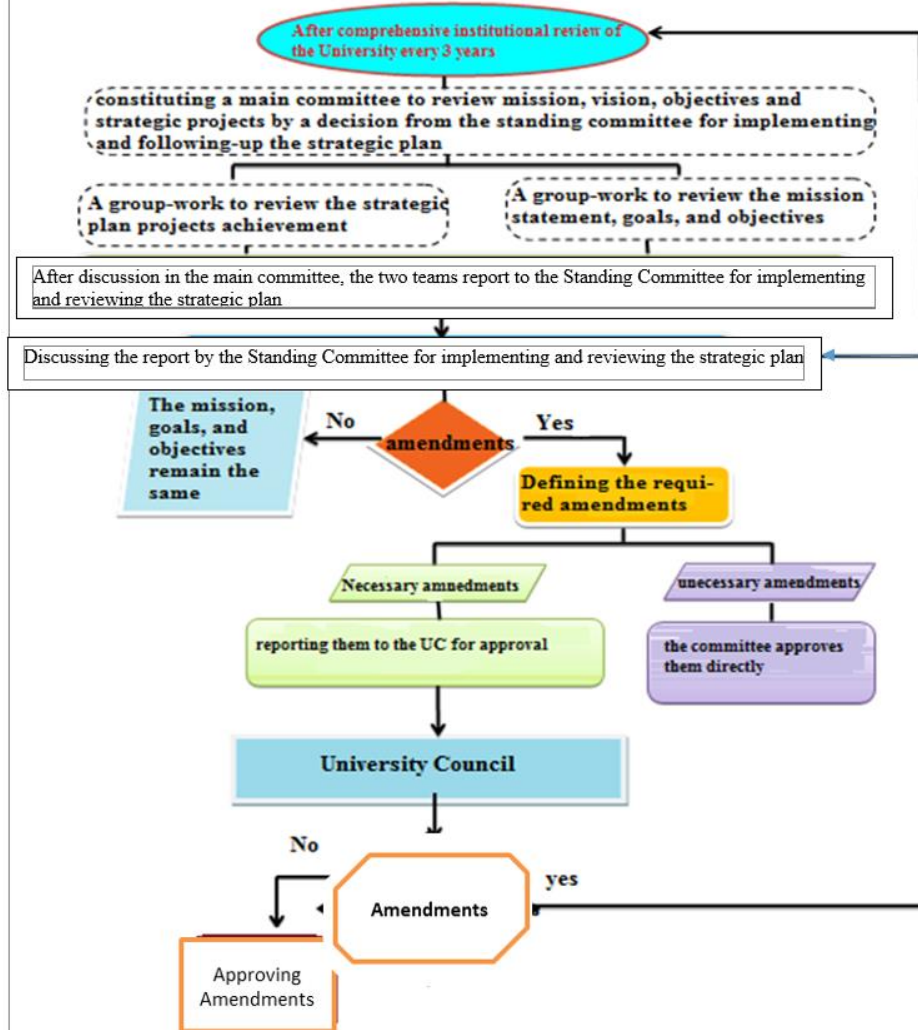 After comprehensive institutional review of
the University every 3 years
constituting a main committee to review mission, vision, objectives and
strategic projects by a decision from the standing committee for implementing
and following-up the strategic plan
A group-work to review the strategic
plan projects achievement
A group-work to review the mission
statement, goals, and objectives
After discussion in the main committee, the two teams report to the Standing Committee for implementing
and reviewing the strategic plan
Discussing the report by the Standing Committee for implementing and reviewing the strategic plan
The mission,
goals, and
objectives
remain the
same
No
amendments
Yes
Defining the requi-
red amendments
Necessary amnedments
unecessary amendments
reporting them to the UC for approval
the committee approves
them directly
University Council
No
Amendments
yes
Approving
Amendments